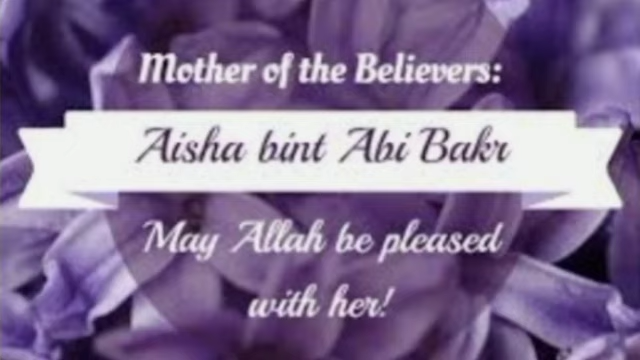 Mother of the Believers:
Aisha bint Abi Bakr
May Allah be pleased
with her!